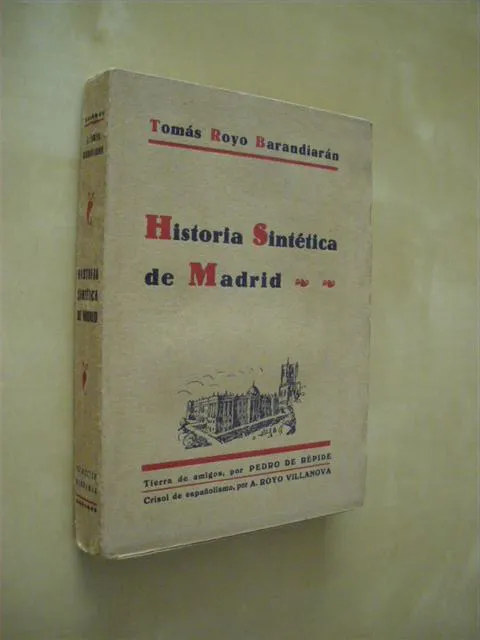 Tomás Royo Barandiarán
Historia Sintética
de Madrid
Tierra de amigos, por PEDRO DE RÉPIDE
Crisol de españolismo, por A. ROYO VILLANOVA
HISTORIA
SINTÉTICA
DE MADRID